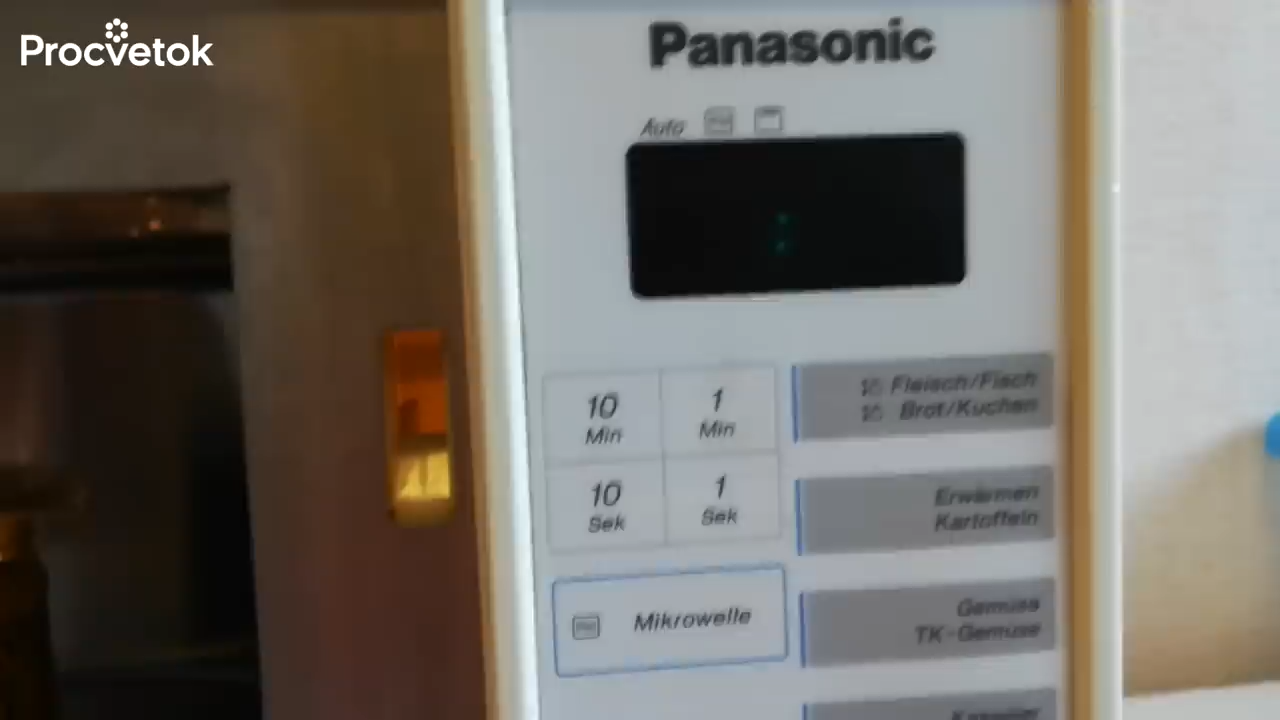 Procvetok
Panasonic
Auto
10
Min
1
Min
10
Sek
1
Sek
Mikrowelle
Fleisch/Fisch
Brot/Kuchen
Erwärmen
Kartoffeln
Gemüse
TK-Gemüse